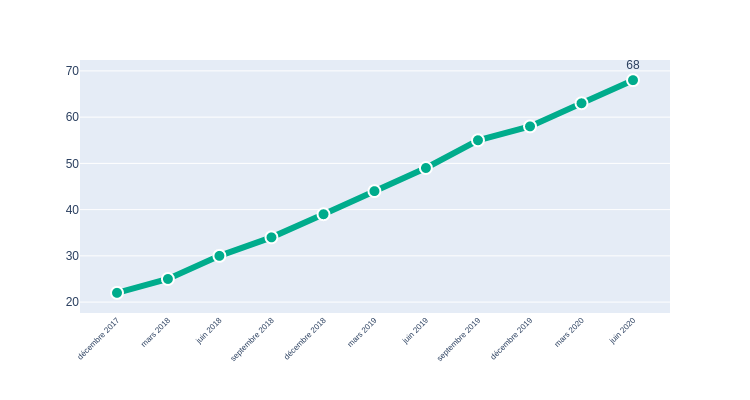 68
70
60
50
40
30
20
décembre 2017
mars 2018
juin 2018
septembre 2018
décembre 2018
mars 2019
juin 2019
septembre 2019
décembre 2019
mars 2020
juin 2020